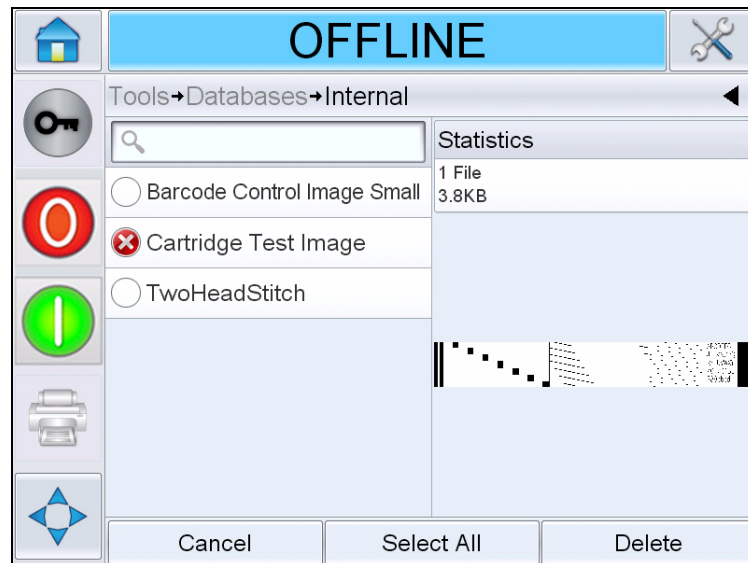 OFFLINE
Tools→Databases→Internal
Statistics
1 File
3.8KB
Barcode Control Image Small
Cartridge Test Image
TwoHeadStitch
Cancel
Select All
Delete